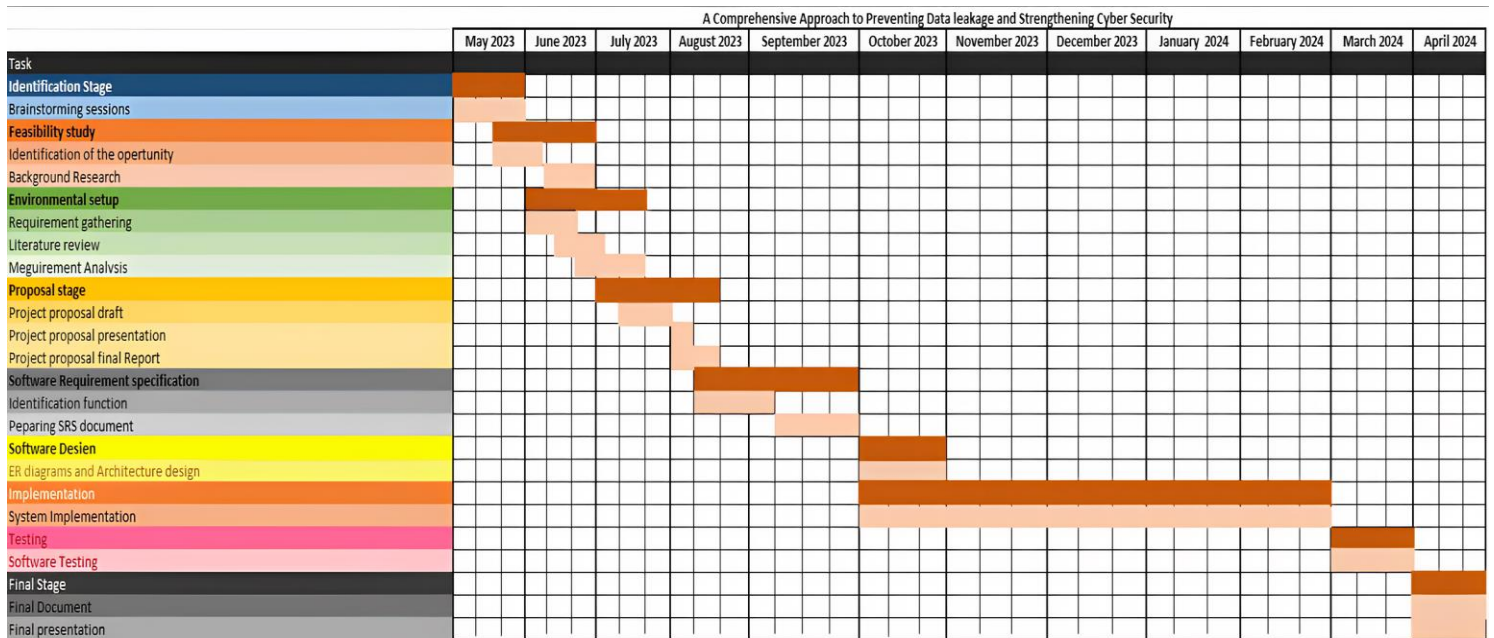 A Comprehensive Approach to Preventing Data leakage and Strengthening Cyber Security
May 2023 June 2023 July 2023 August 2023 September 2023 October 2023 November 2023 December 2023 January 2024 February 2024 March 2024 April 2024
Task
Identification Stage
Brainstorming sessions
Feasibility study
Identification of the opertunity
Background Research
Environmental setup
Requirement gathering
Literature review
Meguirement Analvsis
Proposal stage
Project proposal draft
Project proposal presentation
Project proposal final Report
Software Requirement specification
Identification function
Peparing SRS document
Software Desien
ER diagrams and Architecture design
Implementation
System Implementation
Testing
Software Testing
Final Stage
Final Document
Final presentation